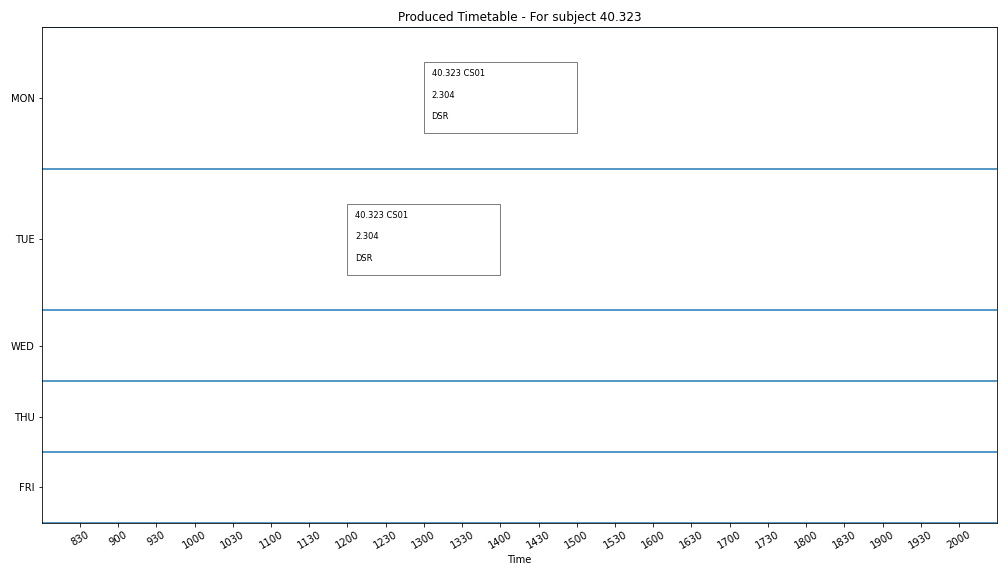 Produced Timetable - For subject 40.323
MON
40.323 CS01
2.304
DSR
TUE
40.323 CS01
2.304
DSR
WED
THU
FRI
830 900 930 1000 1030 1100 1130 1200 1230 1300 1330 1400 1430 1500 1530 1600 1630 1700 1730 1800 1830 1900 1930 2000
Time